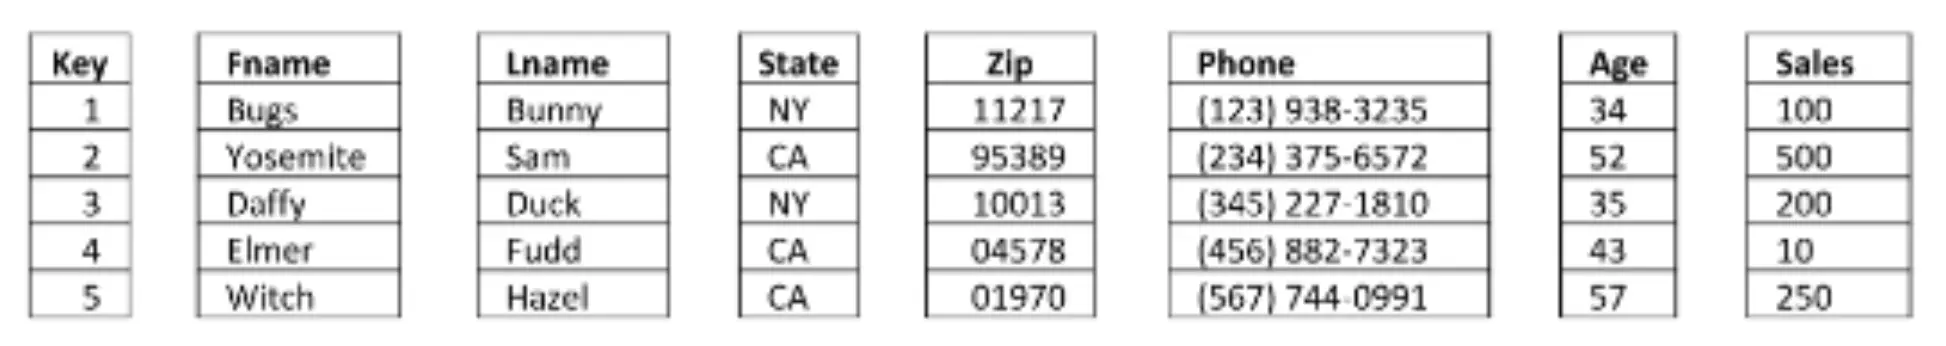 Key Fname Lname State Zip Phone Age Sales
1 Bugs Bunny NY 11217 (123) 938-3235 34 100
2 Yosemite Sam CA 95389 (234) 375-6572 52 500
3 Daffy Duck NY 10013 (345) 227-1810 35 200
4 Elmer Fudd CA 04578 (456) 882-7323 43 10
5 Witch Hazel CA 01970 (567) 744-0991 57 250